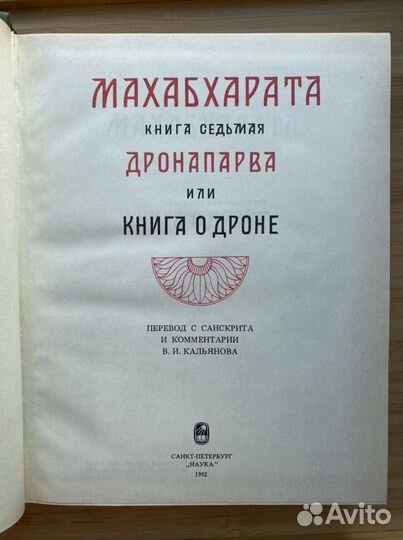 МАХАБХАРАТА
КНИГА СЕДЬМАЯ
ДРОНАПАРВА
ИЛИ
КНИГА О ДРОНЕ
ПЕРЕВОД С САНСКРИТА
И КОММЕНТАРИИ
В. И. КАЛЬЯНОВА
САНКТ-ПЕТЕРБУРГ
„НАУКА"
1992
Avito